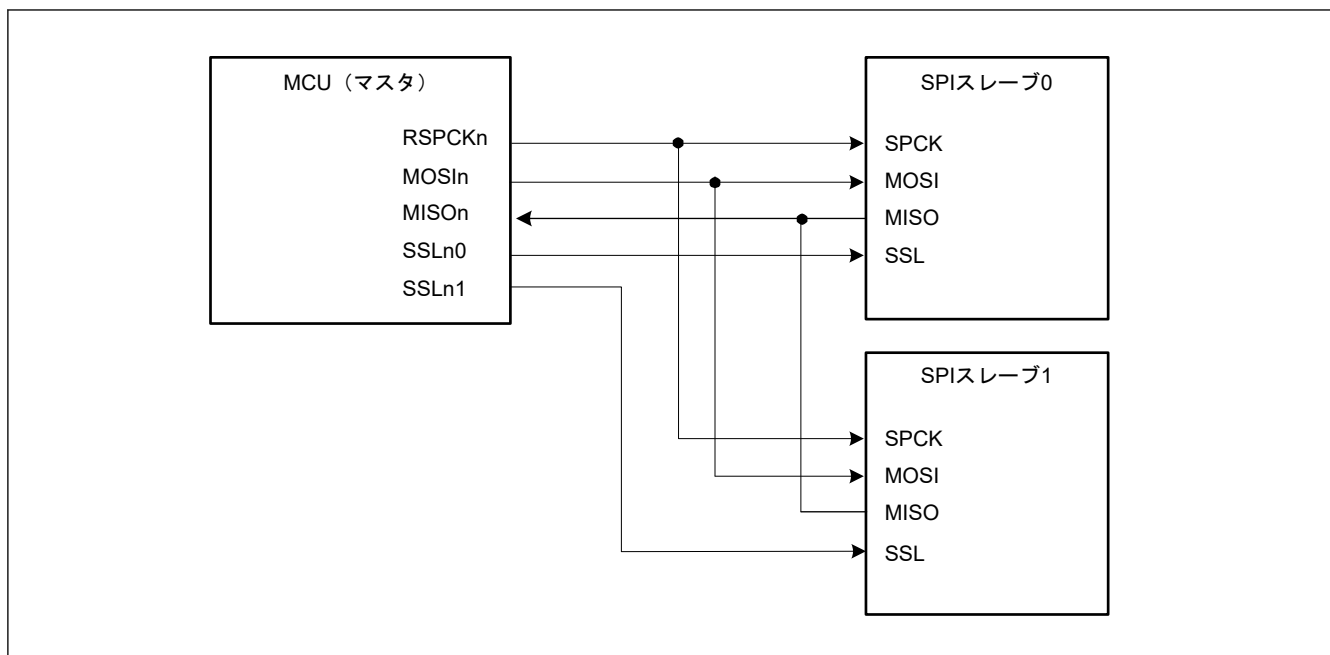 MCU（マスタ）
RSPCKn
MOSIn
MISOn
SSLn0
SSLn1
SPIスレーブ0
SPCK
MOSI
MISO
SSL
SPIスレーブ1
SPCK
MOSI
MISO
SSL